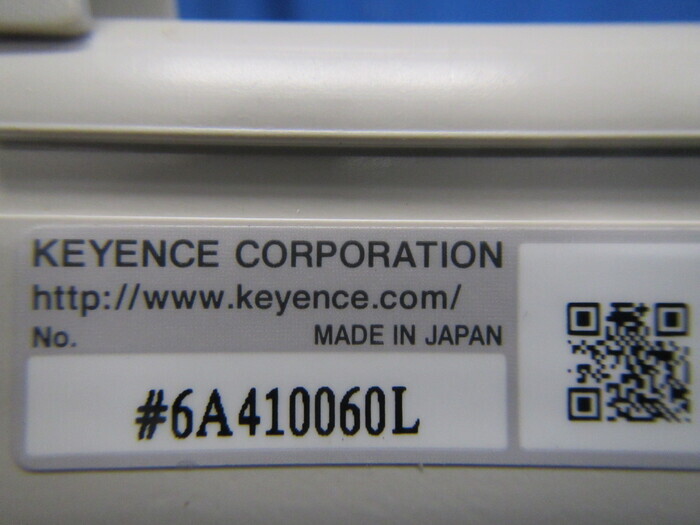 KEYENCE CORPORATION
http://www.keyence.com/
No. MADE IN JAPAN
#6A410060L